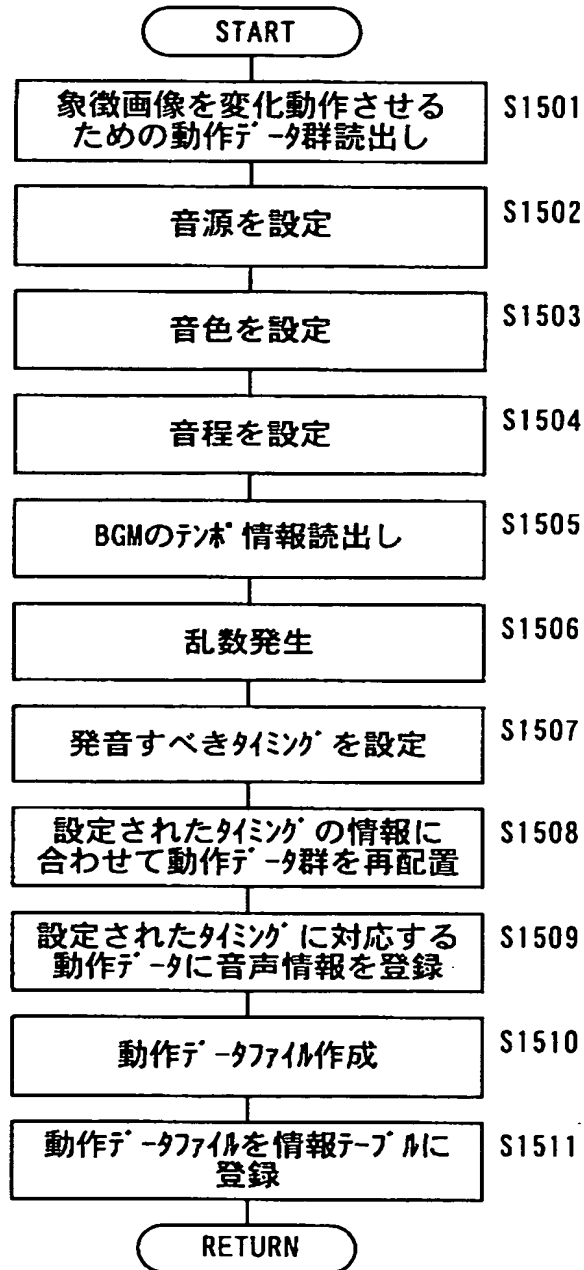 START
象徴画像を変化動作させる
ための動作ﾃﾞｰﾀ群読出し
S1501
音源を設定
S1502
音色を設定
S1503
音程を設定
S1504
BGMのﾃﾝﾎﾟ情報読出し
S1505
乱数発生
S1506
発音すべきﾀｲﾐﾝｸﾞを設定
S1507
設定されたﾀｲﾐﾝｸﾞの情報に
合わせて動作ﾃﾞｰﾀ群を再配置
S1508
設定されたﾀｲﾐﾝｸﾞに対応する
動作ﾃﾞｰﾀに音声情報を登録
S1509
動作ﾃﾞｰﾀﾌｧｲﾙ作成
S1510
動作ﾃﾞｰﾀﾌｧｲﾙを情報ﾃｰﾌﾞﾙに
登録
S1511
RETURN